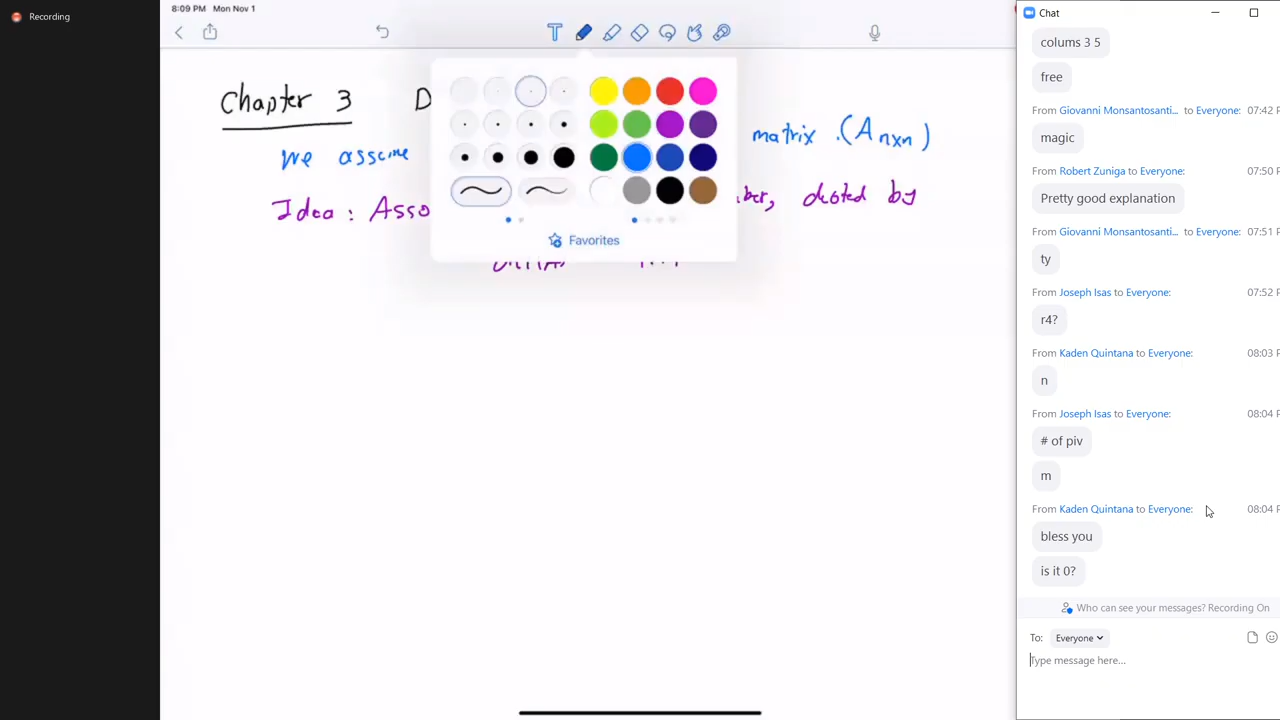 Recording
8:09 PM Mon Nov 1
Chapter 3 D
We assume matrix . (A nxn)
Idea : Asso ber, deoted by
Favorites
Chat
colums 3 5
free
From Giovanni Monsantosanti... to Everyone: 07:42 P
magic
From Robert Zuniga to Everyone: 07:50 P
Pretty good explanation
From Giovanni Monsantosanti... to Everyone: 07:51 P
ty
From Joseph Isas to Everyone: 07:52 P
r4?
From Kaden Quintana to Everyone: 08:03 P
n
From Joseph Isas to Everyone: 08:04 P
# of piv
m
From Kaden Quintana to Everyone: 08:04 P
bless you
is it 0?
Who can see your messages? Recording On
To: Everyone
Type message here...